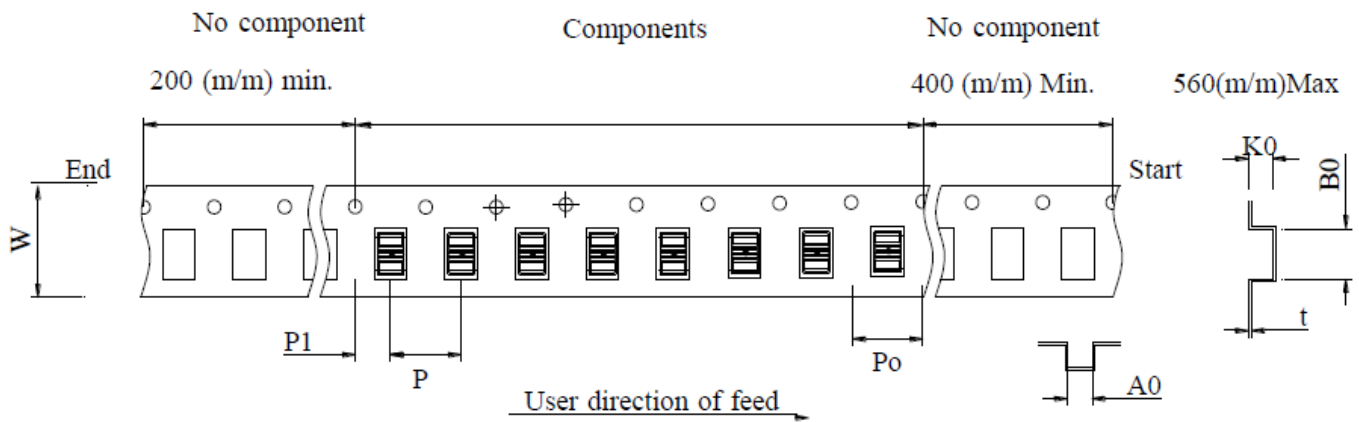 No component
Components
No component
200 (m/m) min.
400 (m/m) Min.
560(m/m)Max
End
Start
K0
B0
W
P1
P
Po
t
A0
User direction of feed